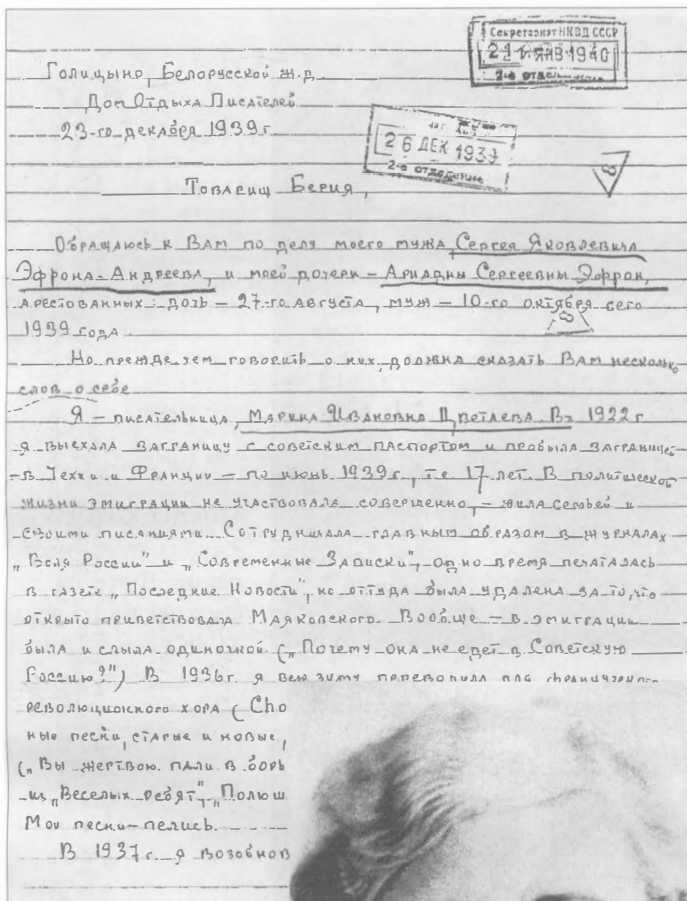 Секретариат НКВД СССР
21 ЯНВ 1940
2-е отделение
Голицыно, Белорусской ж.д.
Дом Отдыха Писателей
23-го декабря 1939 г.
26 ДЕК 1939
2-е отделение
8
Товарищ Берия,
Обращаюсь к Вам по делу моего мужа, Сергея Яковлевича
Эфрона-Андреева, и моей дочери – Ариадны Сергеевны Эфрон,
арестованных: дочь – 27-го августа, муж – 10-го октября сего
1939 года.
8
Но прежде чем говорить о них, должна сказать Вам несколько
слов о себе
Я – писательница, Марина Ивановна Цветаева. Въ 1922 г
я выехала заграницу с советским паспортом и пробыла заграницей
– в Чехии и Франции – по июнь 1939 г., т.е. 17 лет. В политической
жизни эмиграции не участвовала совершенно, – жила семьей и
своими писаниями. Сотрудничала главным образом в журналах
„Воля России" и „Современные Записки", одно время печаталась
в газете „Последние Новости", но оттуда была удалена за то, что
открыто приветствовала Маяковского. Вообще – в эмиграции
была и слыла одиночкой. („Почему она не едет в Советскую
Россию?") В 1936 г. я всю зиму переводила для французского
революционного хора (Cho
ные песни, старые и новые,
(„Вы жертвою пали в борь
из „Веселых ребят", „Полюш
Мои песни – пелись.
В 1937 г. я возобнов